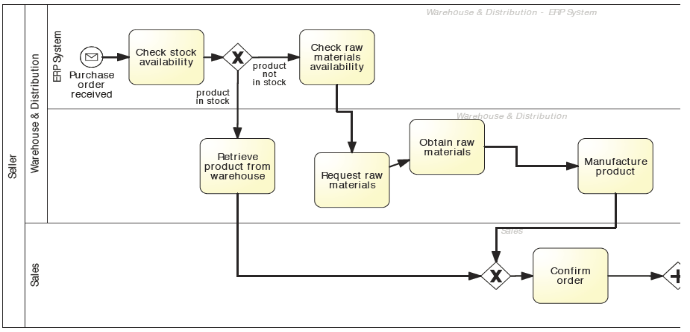 Warehouse & Distribution - ERP System
Seller
Warehouse & Distribution
ERP System
Purchase
order
received
Check stock
availability
X
product
not
in stock
product
in stock
Check raw
materials
availability
Warehouse & Distribution
Retrieve
product from
warehouse
Request raw
materials
Obtain raw
materials
Manufacture
product
Sales
Sales
X
Confirm
order